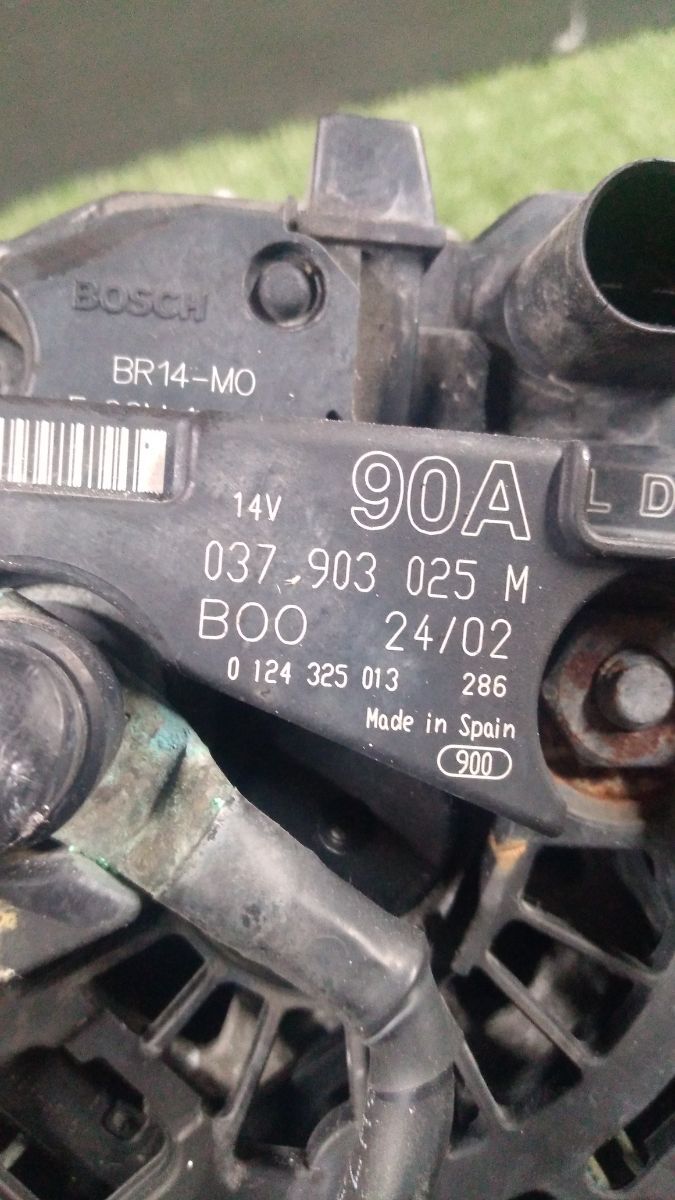 BOSCH
BR14-M0
90A
14V
L D
037 903 025 M
BOO 24/02
0 124 325 013 286
Made in Spain
900